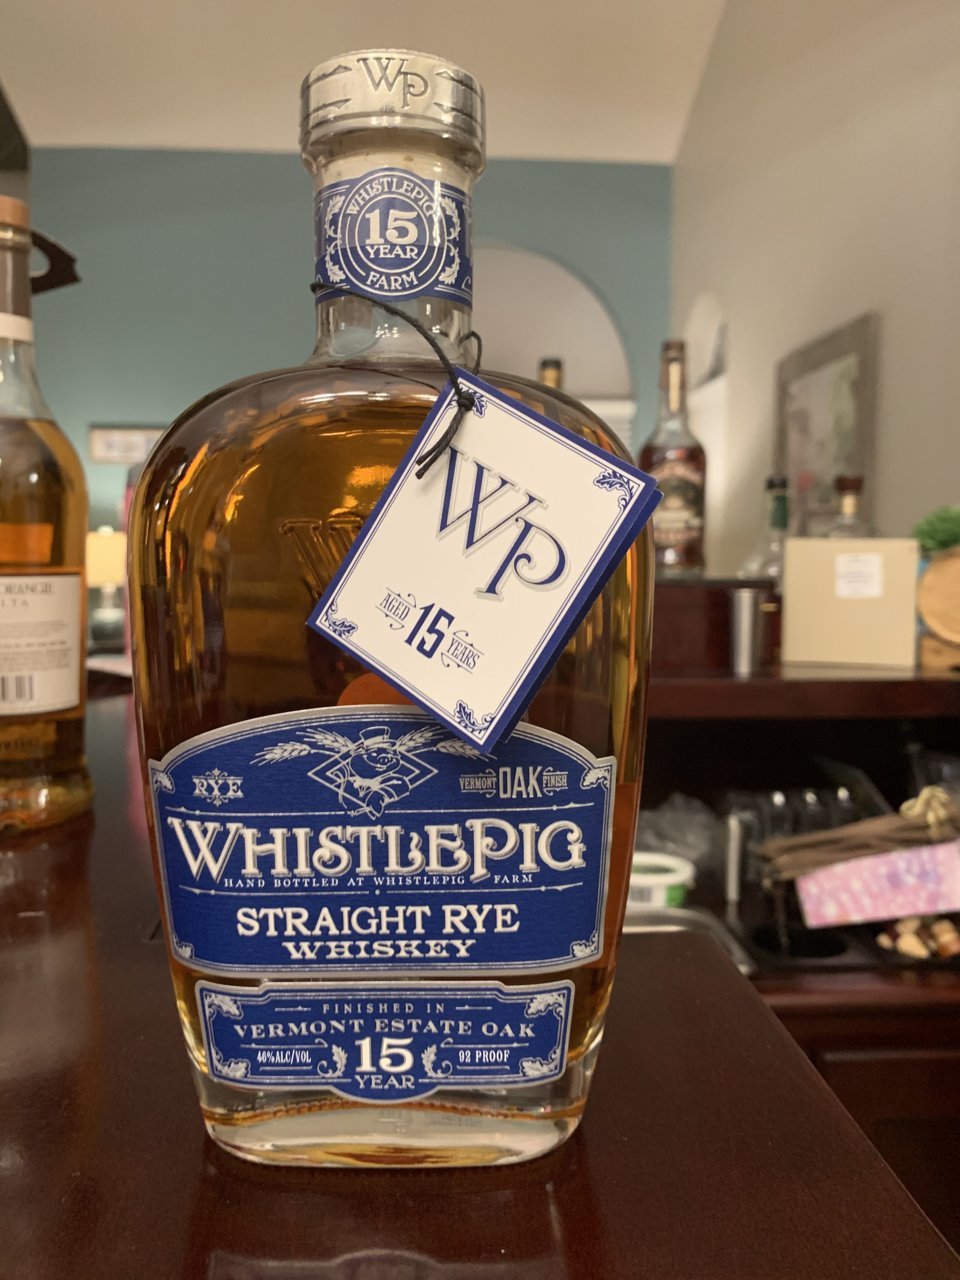 WP
WHISTLEPIG
15
YEAR
FARM
WP
AGED 15 YEARS
W
RYE
VERMONT OAK FINISH
WHISTLEPIG
HAND BOTTLED AT WHISTLEPIG FARM
STRAIGHT RYE
WHISKEY
FINISHED IN
VERMONT ESTATE OAK
46%ALC/VOL 15 92 PROOF
YEAR